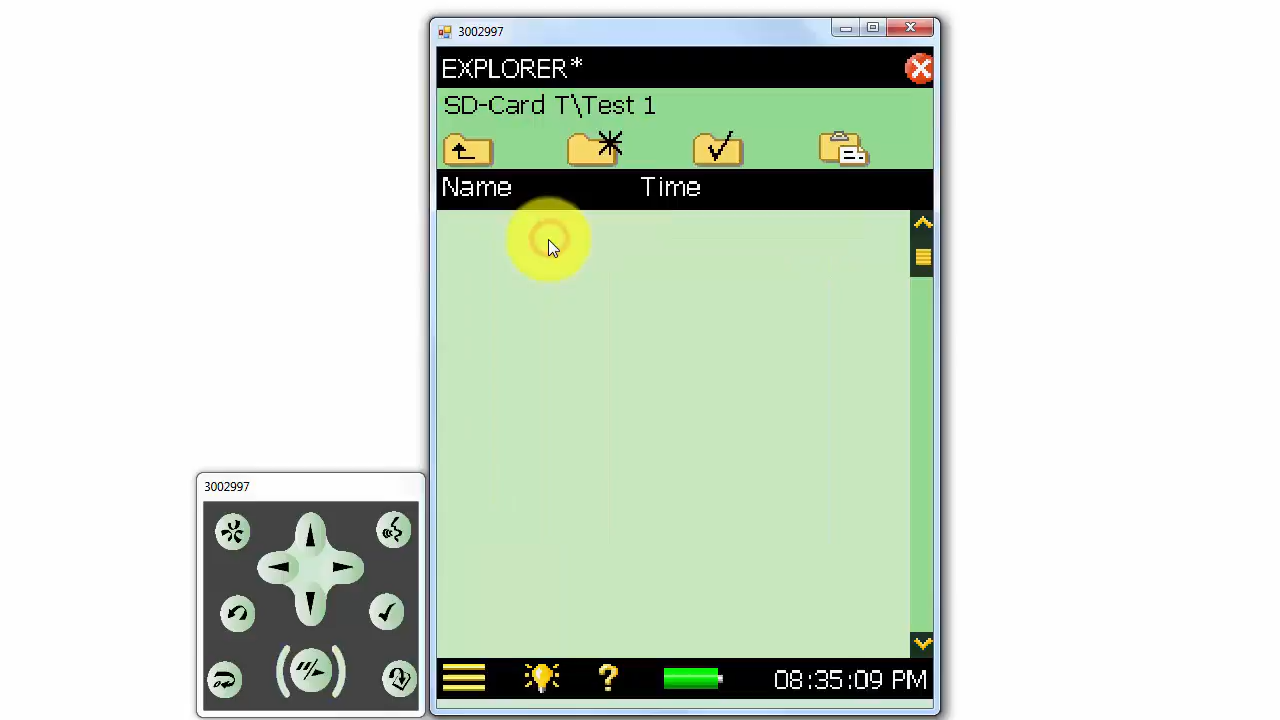 3002997
EXPLORER*
SD-Card T\Test 1
Name Time
3002997
? 08:35:09 PM